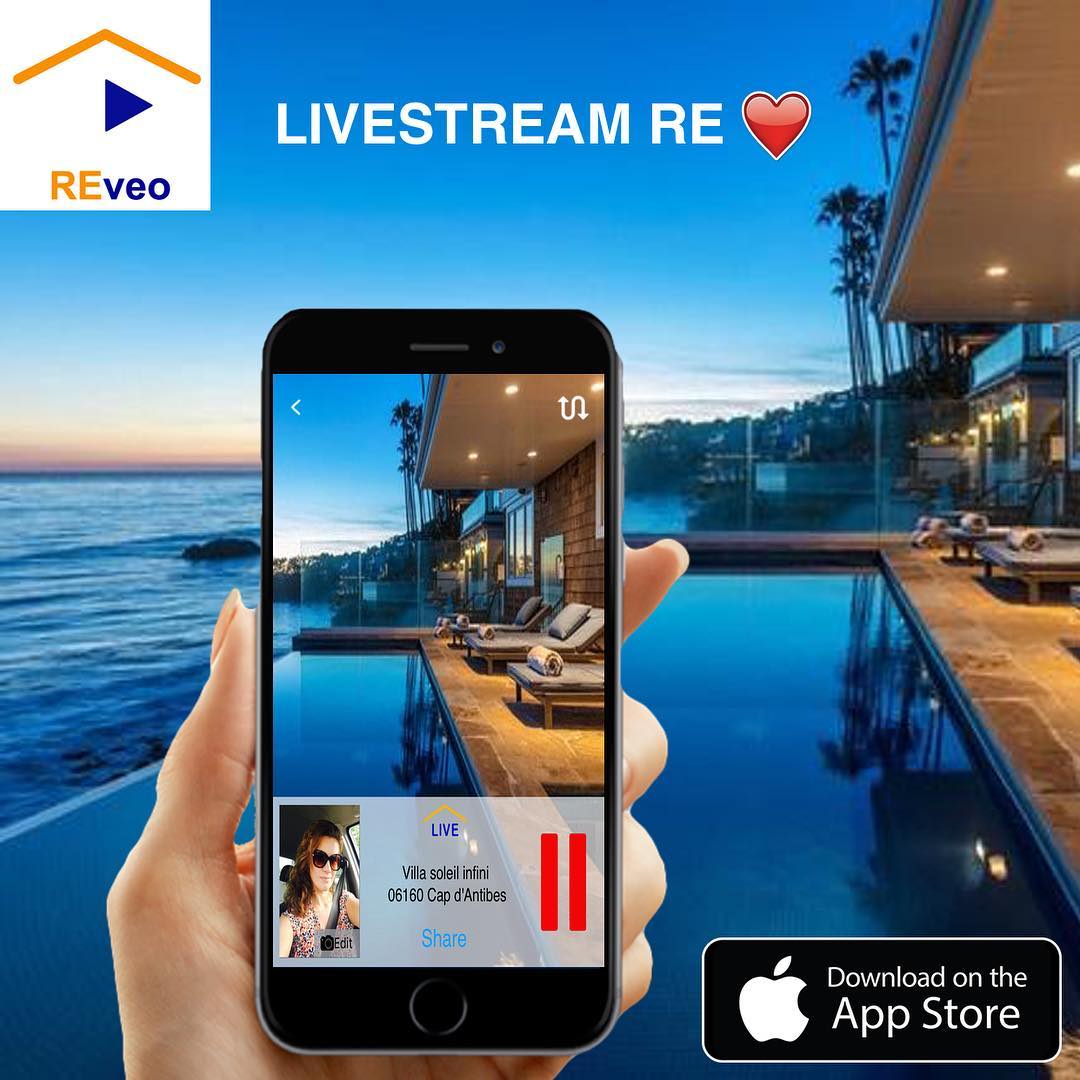 REveo
LIVESTREAM RE ❤️
LIVE
Villa soleil infini
06160 Cap d'Antibes
Edit
Share
Download on the
App Store